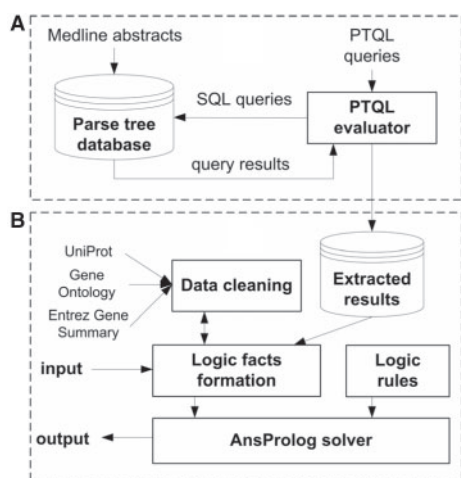 A
Medline abstracts
PTQL
queries
SQL queries
Parse tree
database
PTQL
evaluator
query results
B
UniProt
Gene
Ontology
Entrez Gene
Summary
Data cleaning
Extracted
results
input
Logic facts
formation
Logic
rules
output
AnsProlog solver